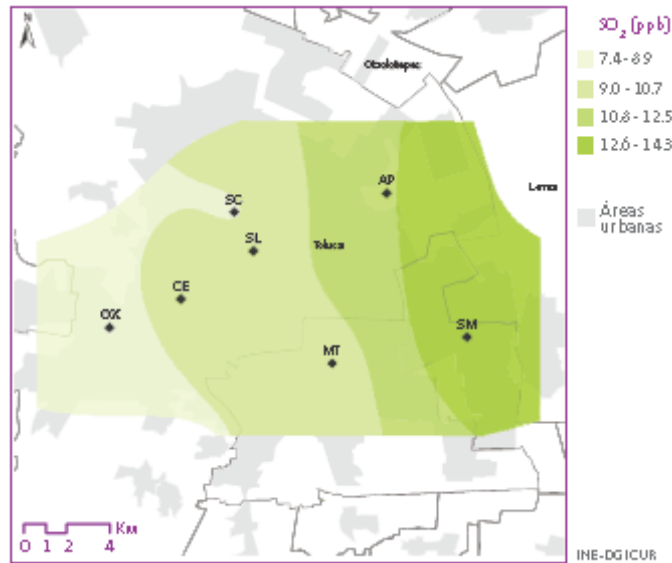 N
SO2 (ppb)
7.4 - 8.9
9.0 - 10.7
10.8 - 12.5
12.6 - 14.3
Áreas
urbanas
Otzolotepec
Lerma
Toluca
AP
SC
SL
CE
OX
MT
SM
Km
0 1 2 4
INE-DGICUR